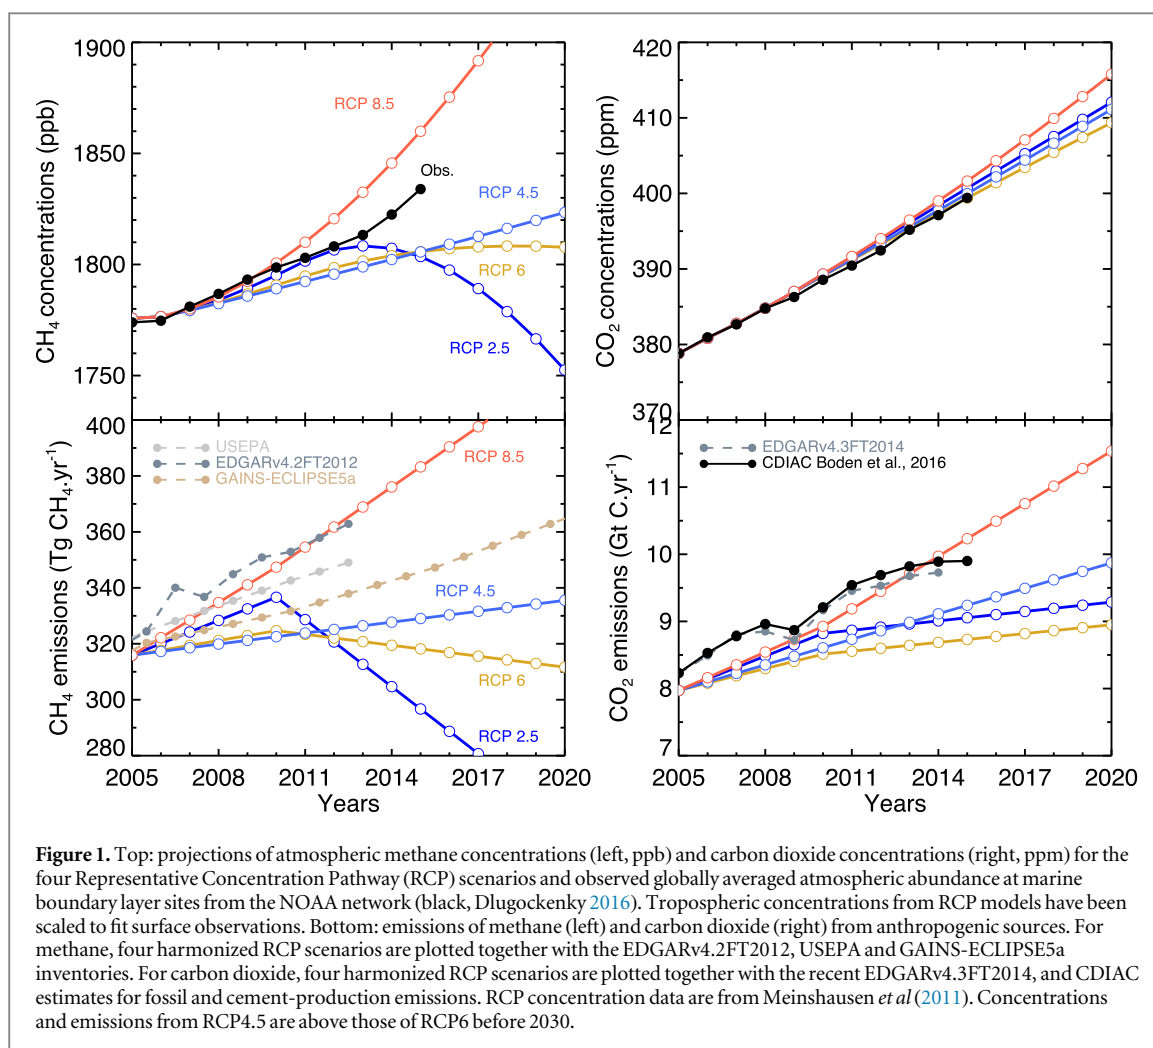 1900
1850
1800
1750
CH4 concentrations (ppb)
RCP 8.5
Obs.
RCP 4.5
RCP 6
RCP 2.5
420
410
400
390
380
370
CO2 concentrations (ppm)
400
380
360
340
320
300
280
CH4 emissions (Tg CH4.yr-1)
USEPA
EDGARv4.2FT2012
GAINS-ECLIPSE5a
RCP 8.5
RCP 4.5
RCP 6
RCP 2.5
2005 2008 2011 2014 2017 2020
Years
12
11
10
9
8
7
CO2 emissions (Gt C.yr-1)
EDGARv4.3FT2014
CDIAC Boden et al., 2016
2005 2008 2011 2014 2017 2020
Years
Figure 1. Top: projections of atmospheric methane concentrations (left, ppb) and carbon dioxide concentrations (right, ppm) for the
four Representative Concentration Pathway (RCP) scenarios and observed globally averaged atmospheric abundance at marine
boundary layer sites from the NOAA network (black, Dlugockenky 2016). Tropospheric concentrations from RCP models have been
scaled to fit surface observations. Bottom: emissions of methane (left) and carbon dioxide (right) from anthropogenic sources. For
methane, four harmonized RCP scenarios are plotted together with the EDGARv4.2FT2012, USEPA and GAINS-ECLIPSE5a
inventories. For carbon dioxide, four harmonized RCP scenarios are plotted together with the recent EDGARv4.3FT2014, and CDIAC
estimates for fossil and cement-production emissions. RCP concentration data are from Meinshausen et al (2011). Concentrations
and emissions from RCP4.5 are above those of RCP6 before 2030.